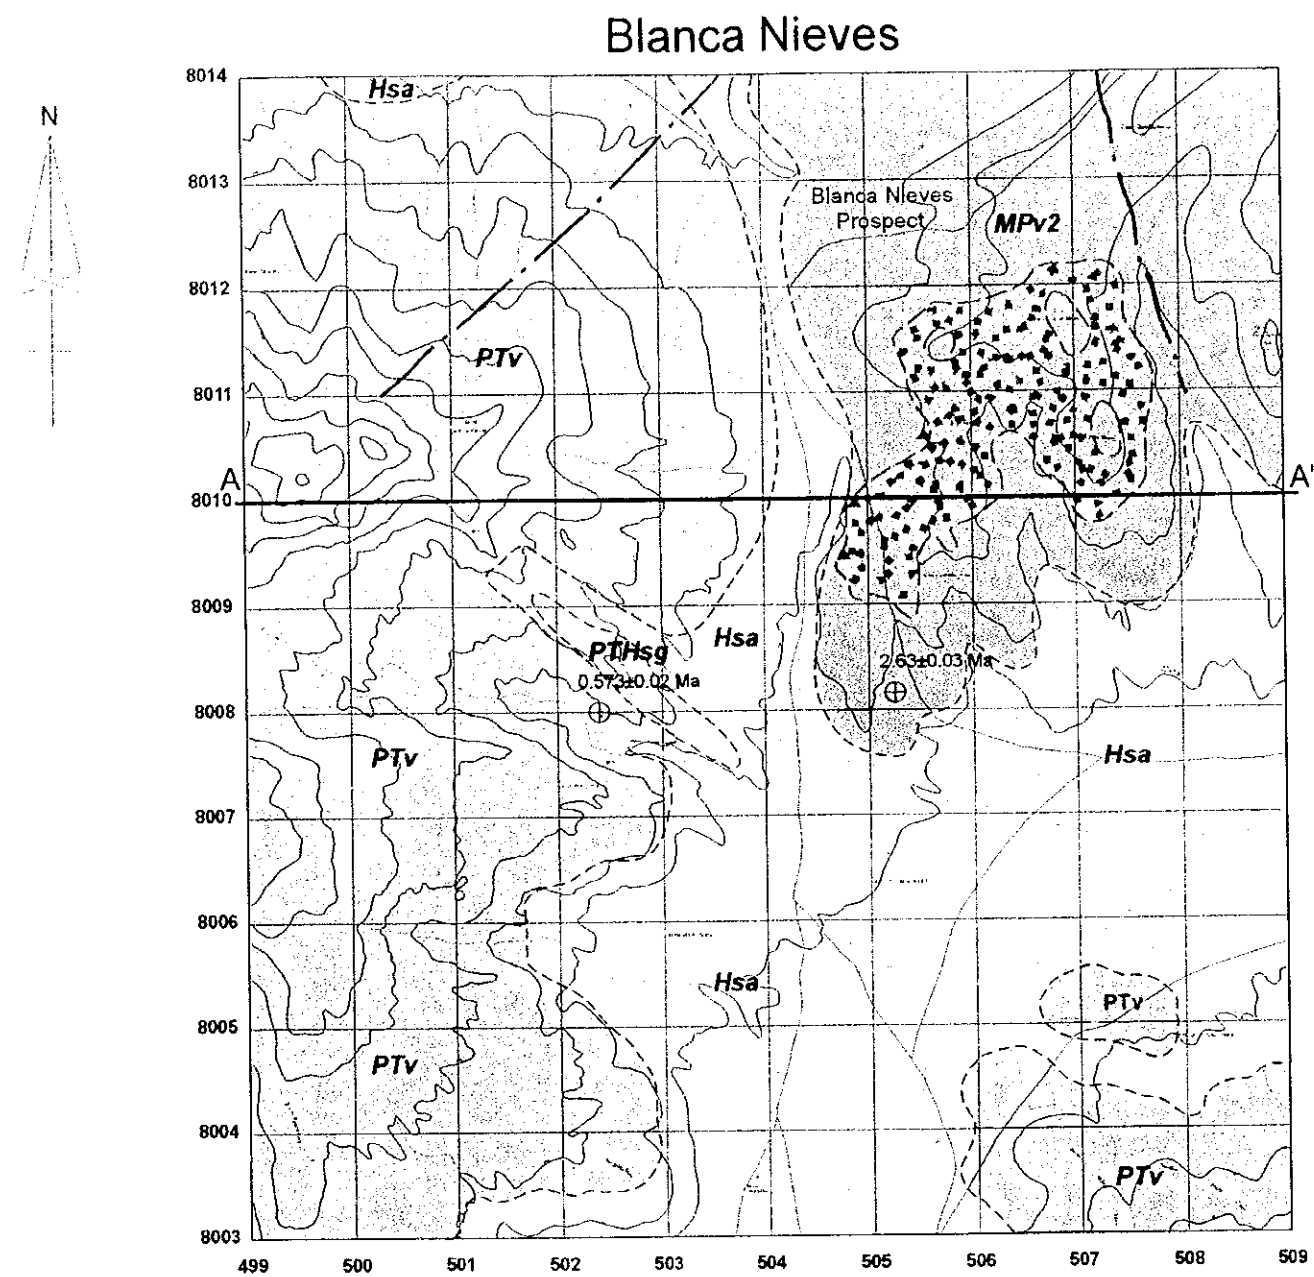 Blanca Nieves
8014
Hsa
N
8013
Blanca Nieves
Prospect
MPv2
8012
PTv
8011
A
A'
8010
8009
Hsa
PTHsg
2.63±0.03 Ma
0.573±0.02 Ma
8008
PTv
Hsa
8007
8006
Hsa
PTv
8005
PTv
8004
PTv
8003
499
500
501
502
503
504
505
506
507
508
509